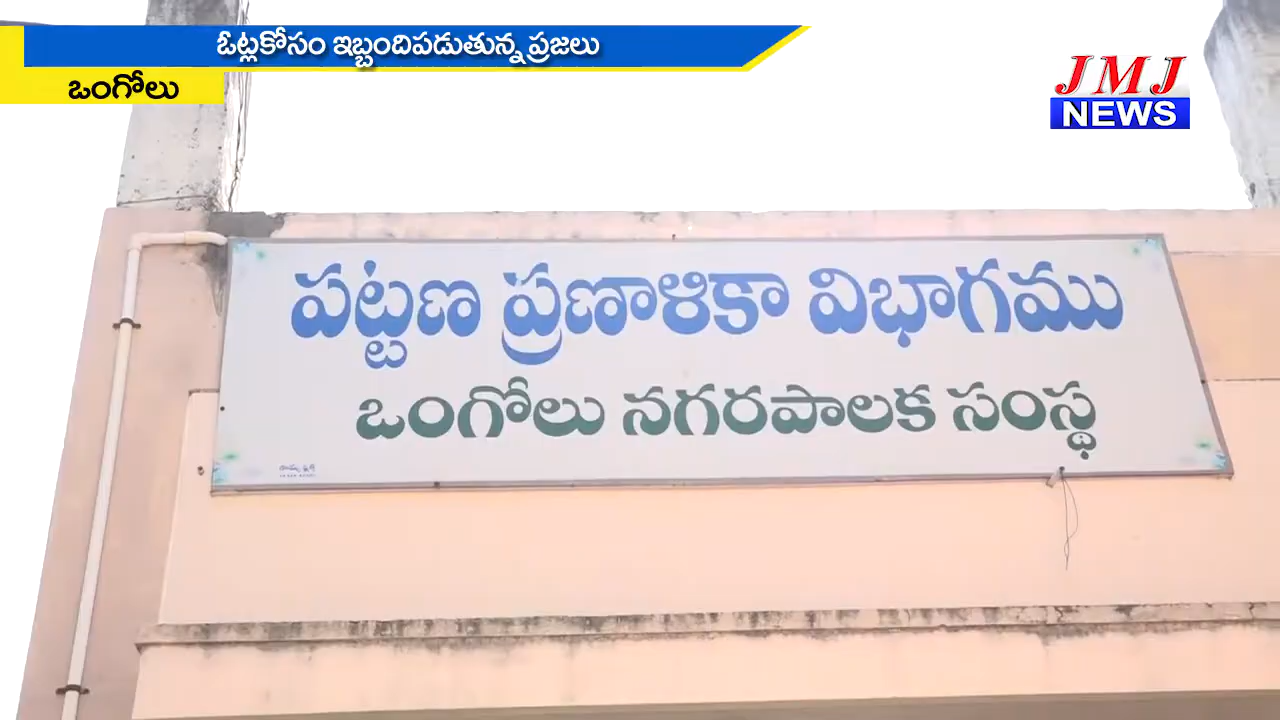 ఓట్లకోసం ఇబ్బందిపడుతున్న ప్రజలు
ఒంగోలు
JMJ
NEWS
పట్టణ ప్రణాళికా విభాగము
ఒంగోలు నగరపాలక సంస్థ